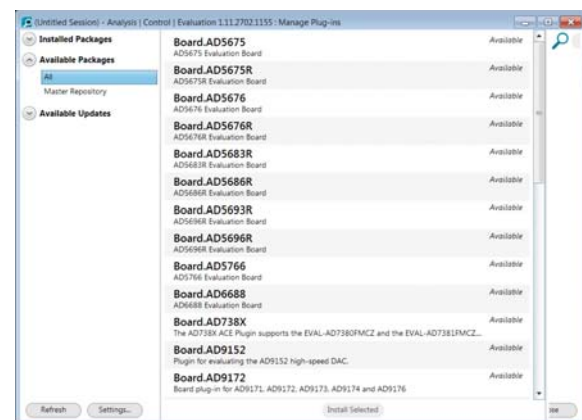 (Untitled Session) - Analysis | Control | Evaluation 1.11.2702.1155 : Manage Plug-ins
Installed Packages
Available Packages
All
Master Repository
Available Updates
Board.AD5675
Available
AD5675 Evaluation Board
Board.AD5675R
Available
AD5675R Evaluation Board
Board.AD5676
Available
AD5676 Evaluation Board
Board.AD5676R
Available
AD5676R Evaluation Board
Board.AD5683R
Available
AD5683R Evaluation Board
Board.AD5686R
Available
AD5686R Evaluation Board
Board.AD5693R
Available
AD5693R Evaluation Board
Board.AD5696R
Available
AD5696R Evaluation Board
Board.AD5766
Available
AD5766 Evaluation Board
Board.AD6688
Available
AD6688 Evaluation Board
Board.AD738X
Available
The AD738X ACE Plugin supports the EVAL-AD7380FMCZ and the EVAL-AD7381FMCZ...
Board.AD9152
Available
Plugin for evaluating the AD9152 high-speed DAC.
Board.AD9172
Available
Board plug-in for AD9171, AD9172, AD9173, AD9174 and AD9176
Refresh
Settings...
Install Selected